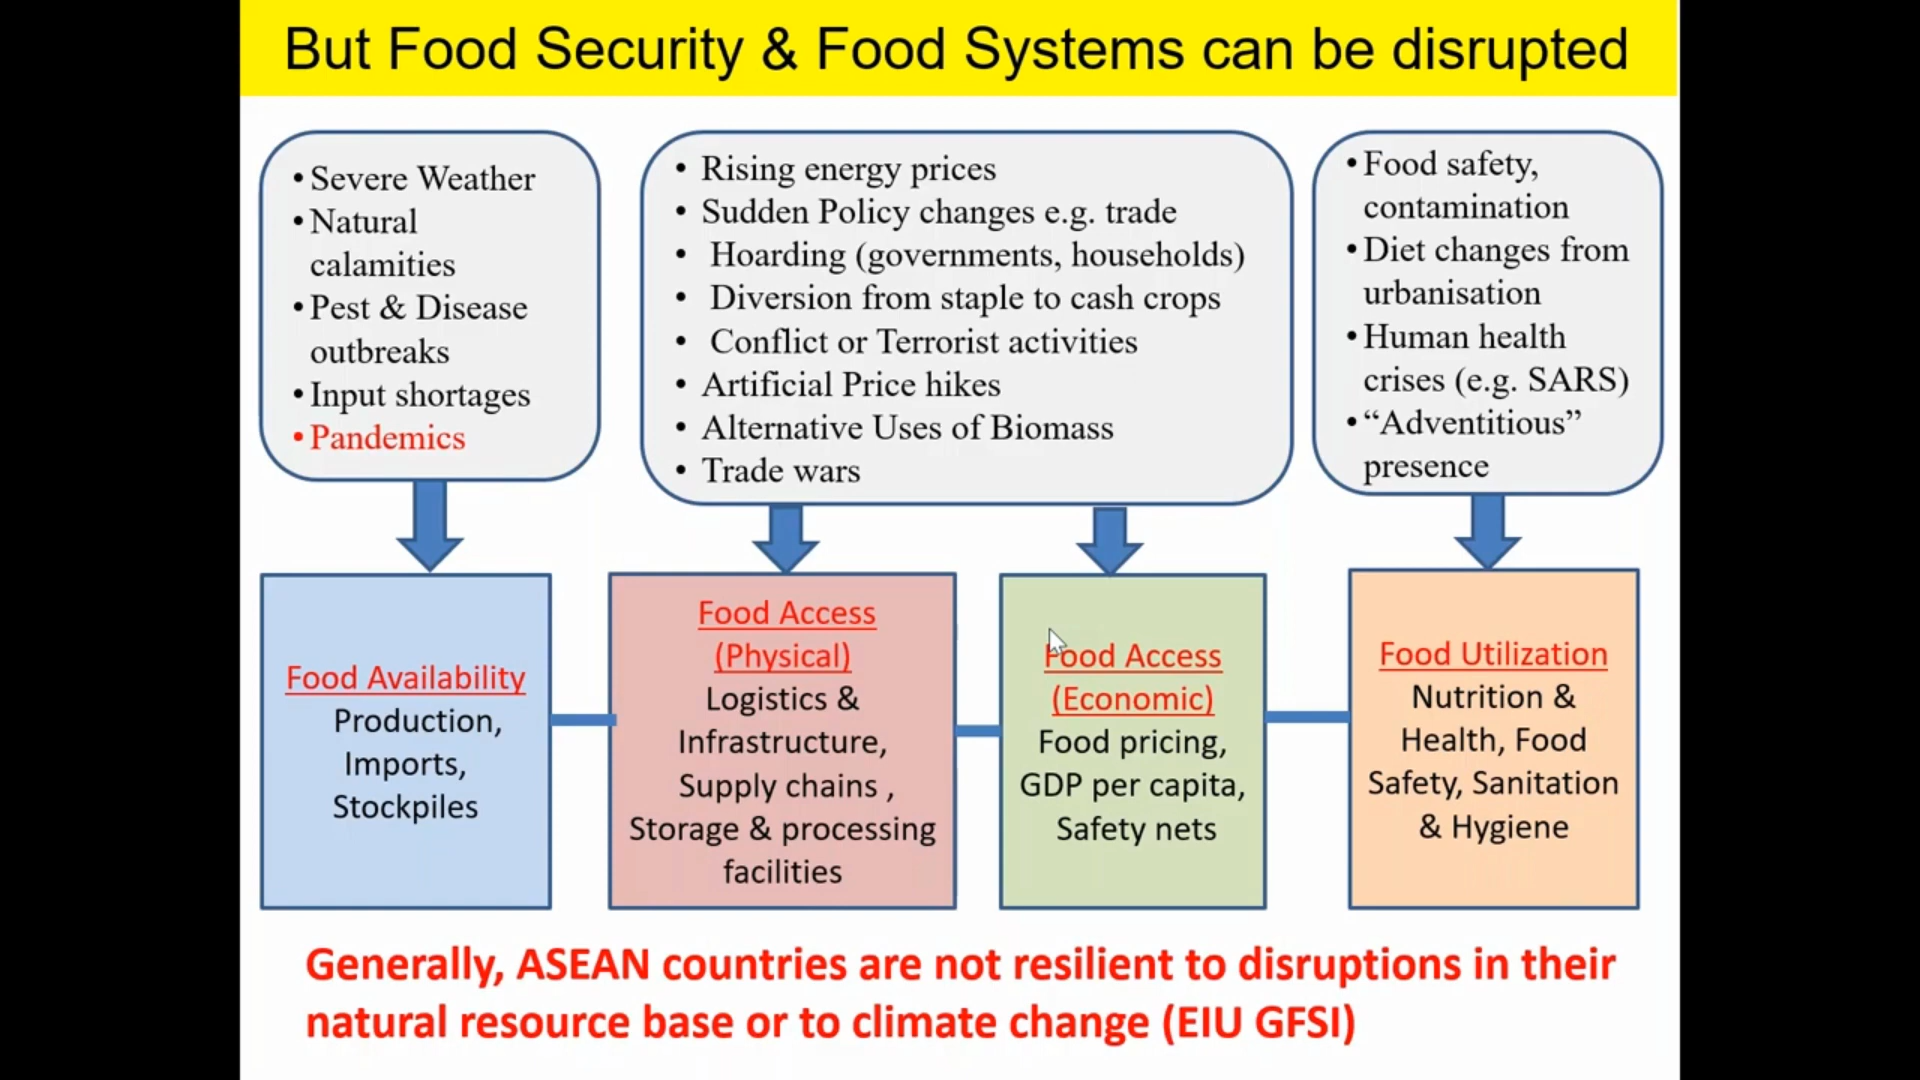 But Food Security & Food Systems can be disrupted
• Severe Weather
• Natural
calamities
• Pest & Disease
outbreaks
• Input shortages
• Pandemics
• Rising energy prices
• Sudden Policy changes e.g. trade
• Hoarding (governments, households)
• Diversion from staple to cash crops
• Conflict or Terrorist activities
• Artificial Price hikes
• Alternative Uses of Biomass
• Trade wars
• Food safety,
contamination
• Diet changes from
urbanisation
• Human health
crises (e.g. SARS)
• “Adventitious”
presence
Food Availability
Production,
Imports,
Stockpiles
Food Access
(Physical)
Logistics &
Infrastructure,
Supply chains ,
Storage & processing
facilities
Food Access
(Economic)
Food pricing,
GDP per capita,
Safety nets
Food Utilization
Nutrition &
Health, Food
Safety, Sanitation
& Hygiene
Generally, ASEAN countries are not resilient to disruptions in their
natural resource base or to climate change (EIU GFSI)